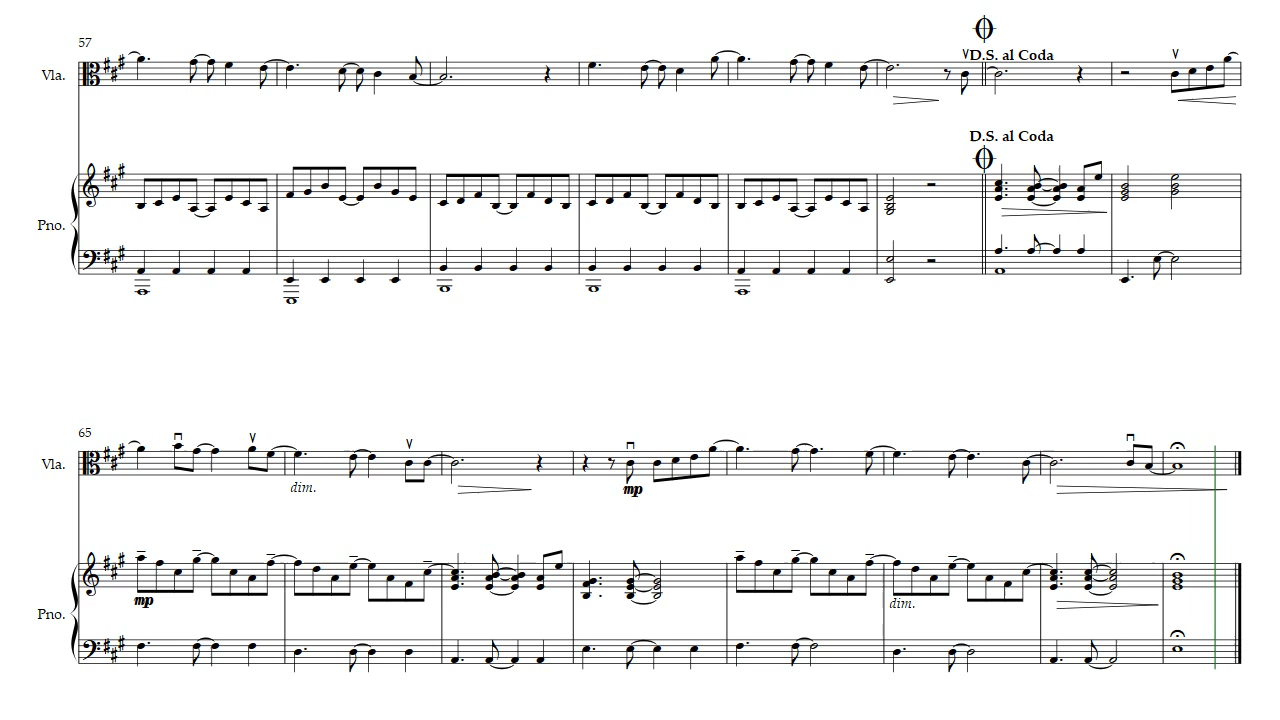 57
D.S. al Coda
Vla.
D.S. al Coda
Pno.
65
Vla.
dim.
mp
mp
dim.
Pno.